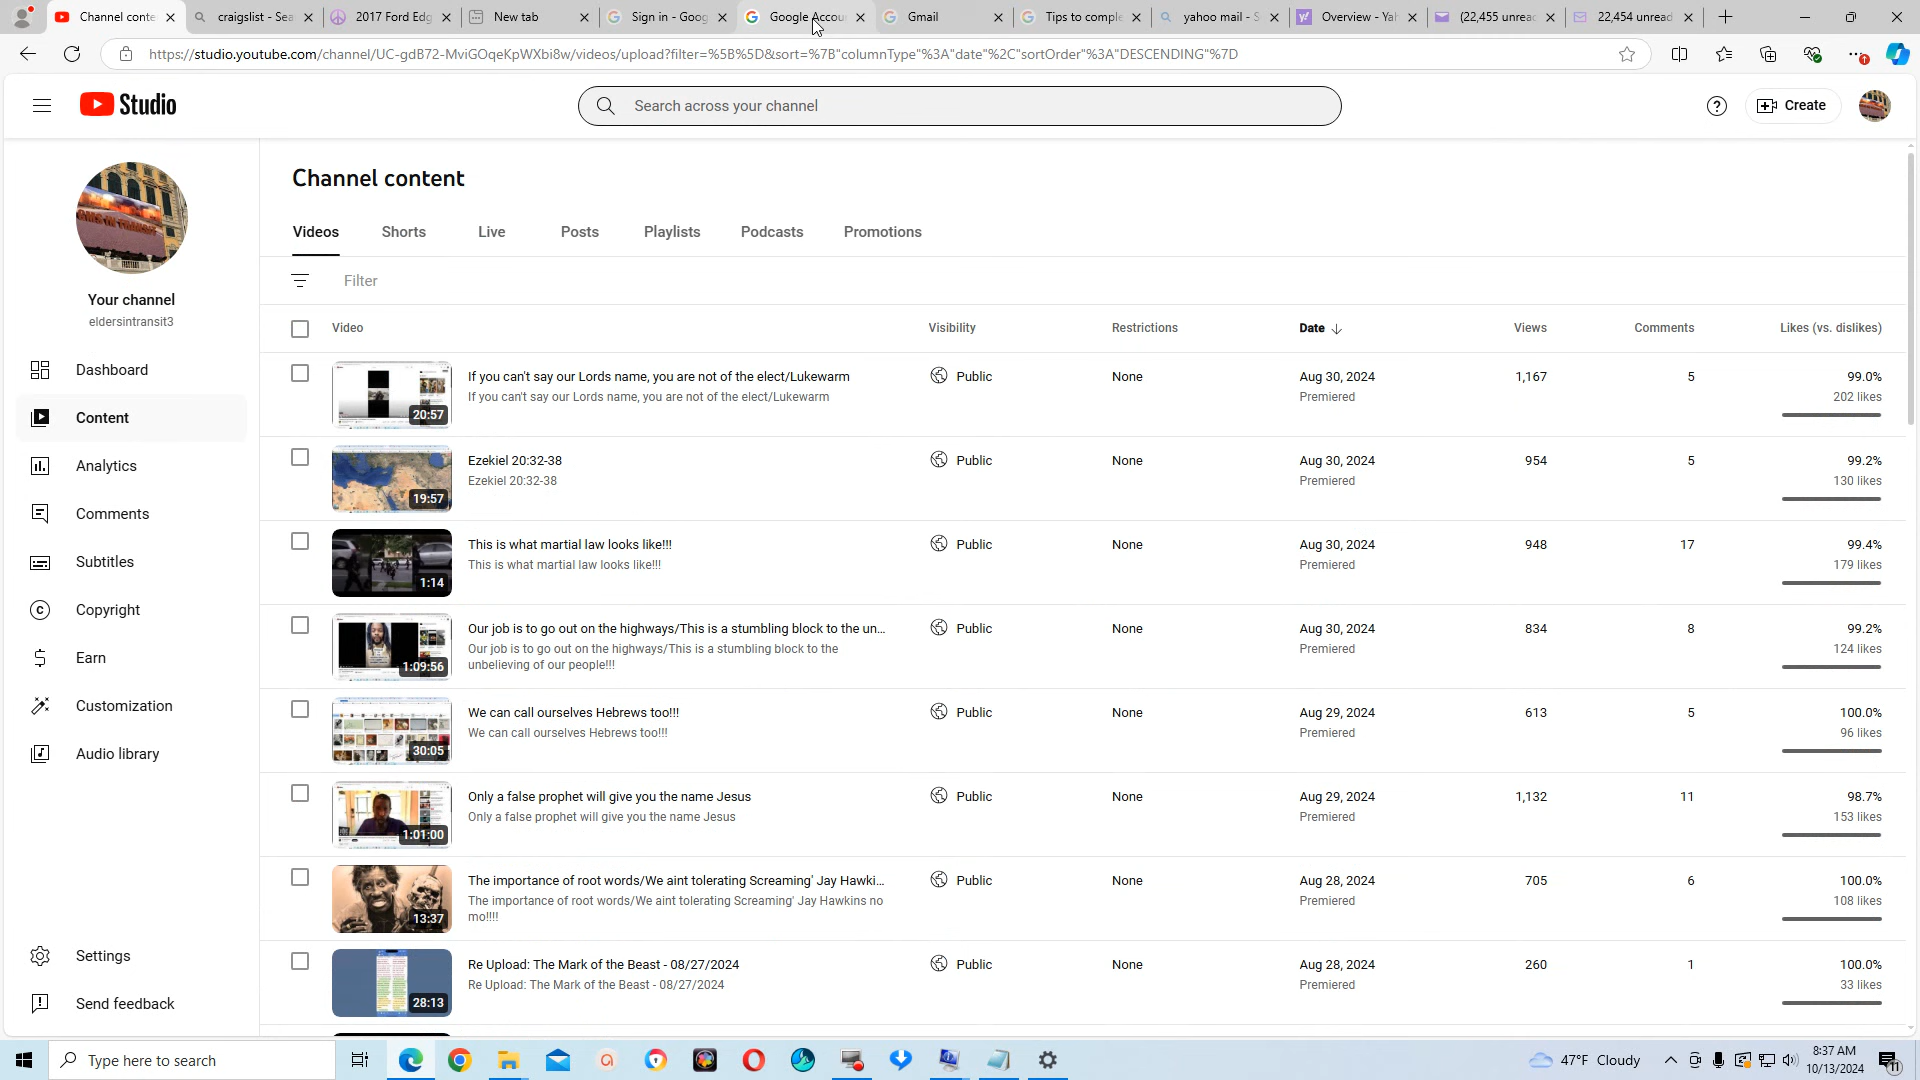 Channel conte
craigslist - Sea
2017 Ford Edg
New tab
Sign in - Goog
Google Accou
Gmail
Tips to comple
yahoo mail - S
Overview - Yah
(22,455 unread
22,454 unread
https://studio.youtube.com/channel/UC-gdB72-MviGOqeKpWXbi8w/videos/upload?filter=%5B%5D&sort=%7B"columnType"%3A"date"%2C"sortOrder"%3A"DESCENDING"%7D
Studio
Search across your channel
Create
Your channel
eldersintransit3
Dashboard
Content
Analytics
Comments
Subtitles
Copyright
Earn
Customization
Audio library
Settings
Send feedback
Channel content
Videos Shorts Live Posts Playlists Podcasts Promotions
Filter
Video Visibility Restrictions Date Views Comments Likes (vs. dislikes)
If you can't say our Lords name, you are not of the elect/Lukewarm Public None Aug 30, 2024 1,167 5 99.0%
If you can't say our Lords name, you are not of the elect/Lukewarm Premiered 202 likes
20:57
Ezekiel 20:32-38 Public None Aug 30, 2024 954 5 99.2%
Ezekiel 20:32-38 Premiered 130 likes
19:57
This is what martial law looks like!!! Public None Aug 30, 2024 948 17 99.4%
This is what martial law looks like!!! Premiered 179 likes
1:14
Our job is to go out on the highways/This is a stumbling block to the un... Public None Aug 30, 2024 834 8 99.2%
Our job is to go out on the highways/This is a stumbling block to the Premiered 124 likes
unbelieving of our people!!!
1:09:56
We can call ourselves Hebrews too!!! Public None Aug 29, 2024 613 5 100.0%
We can call ourselves Hebrews too!!! Premiered 96 likes
30:05
Only a false prophet will give you the name Jesus Public None Aug 29, 2024 1,132 11 98.7%
Only a false prophet will give you the name Jesus Premiered 153 likes
1:01:00
The importance of root words/We aint tolerating Screaming' Jay Hawki... Public None Aug 28, 2024 705 6 100.0%
The importance of root words/We aint tolerating Screaming' Jay Hawkins no Premiered 108 likes
mo!!!!
13:37
Re Upload: The Mark of the Beast - 08/27/2024 Public None Aug 28, 2024 260 1 100.0%
Re Upload: The Mark of the Beast - 08/27/2024 Premiered 33 likes
28:13
Type here to search
47°F Cloudy
8:37 AM
10/13/2024
11